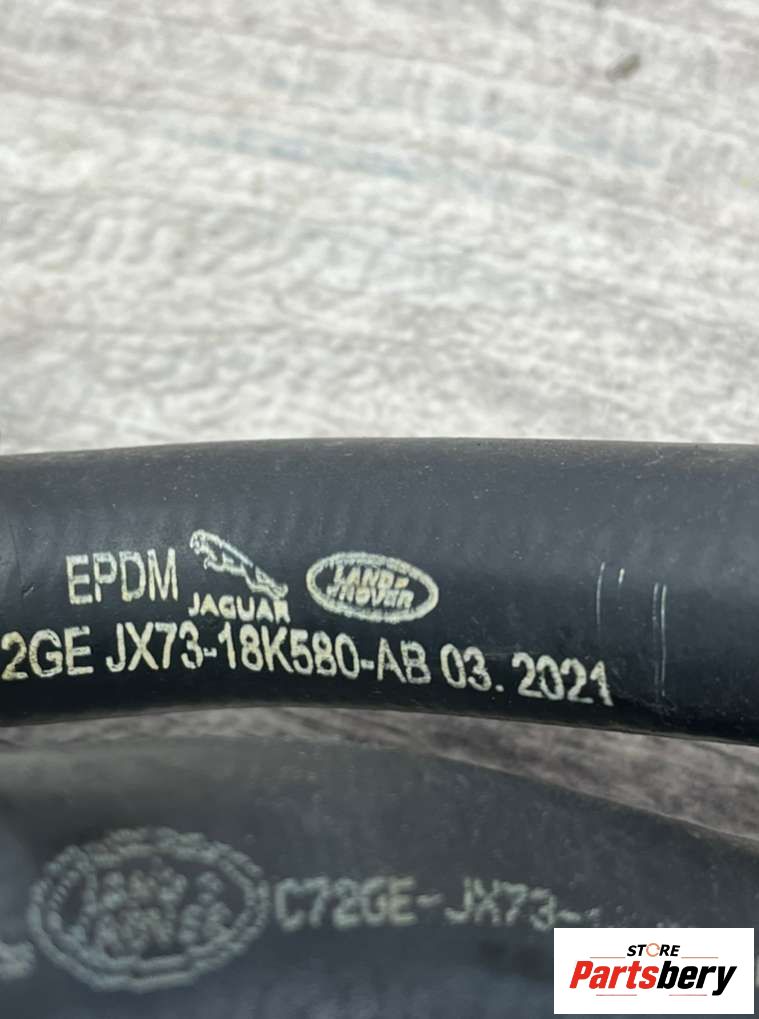 EPDM JAGUAR LAND ROVER
2GE JX73-18K580-AB 03.2021
C72GE-JX73-
STORE
Partsbery